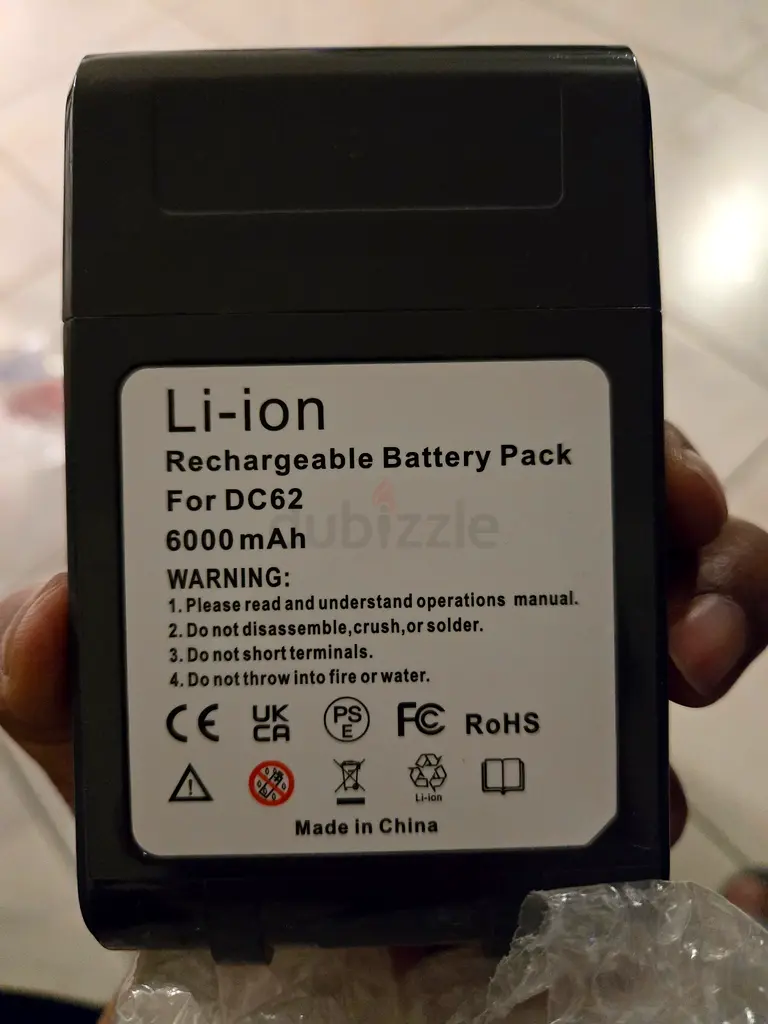 Li-ion
Rechargeable Battery Pack
For DC62
6000mAh
dubizzle
WARNING:
1. Please read and understand operations manual.
2. Do not disassemble,crush,or solder.
3. Do not short terminals.
4. Do not throw into fire or water.
CE UK CA PS E FC RoHS
Li-ion
Made in China